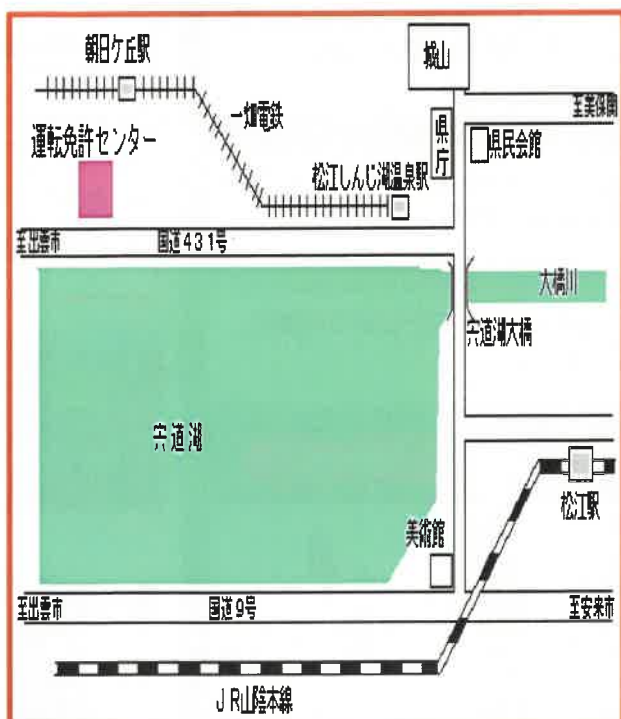 朝日ケ丘駅
城山
一畑電鉄
至美保関
運転免許センター
県庁
県民会館
松江しんじ湖温泉駅
至出雲市
国道431号
大橋川
宍道湖大橋
宍道湖
松江駅
美術館
至出雲市
国道9号
至安来市
JR山陰本線